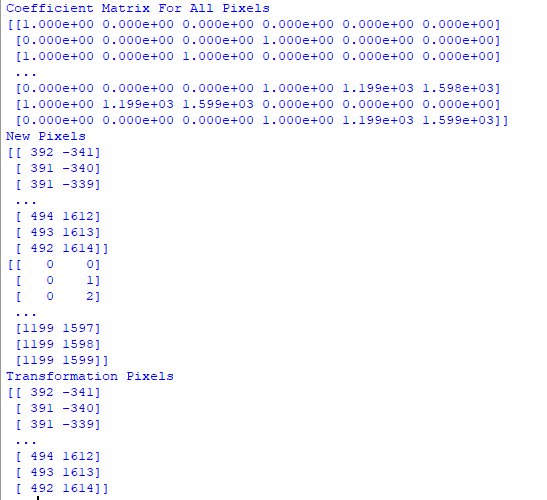 Coefficient Matrix For All Pixels
[[1.000e+00 0.000e+00 0.000e+00 0.000e+00 0.000e+00 0.000e+00]
 [0.000e+00 0.000e+00 0.000e+00 1.000e+00 0.000e+00 0.000e+00]
 [1.000e+00 0.000e+00 1.000e+00 0.000e+00 0.000e+00 0.000e+00]
 ...
 [0.000e+00 0.000e+00 0.000e+00 1.000e+00 1.199e+03 1.598e+03]
 [1.000e+00 1.199e+03 1.599e+03 0.000e+00 0.000e+00 0.000e+00]
 [0.000e+00 0.000e+00 0.000e+00 1.000e+00 1.199e+03 1.599e+03]]
New Pixels
[[ 392 -341]
 [ 391 -340]
 [ 391 -339]
 ...
 [ 494 1612]
 [ 493 1613]
 [ 492 1614]]
[[   0    0]
 [   0    1]
 [   0    2]
 ...
 [1199 1597]
 [1199 1598]
 [1199 1599]]
Transformation Pixels
[[ 392 -341]
 [ 391 -340]
 [ 391 -339]
 ...
 [ 494 1612]
 [ 493 1613]
 [ 492 1614]]